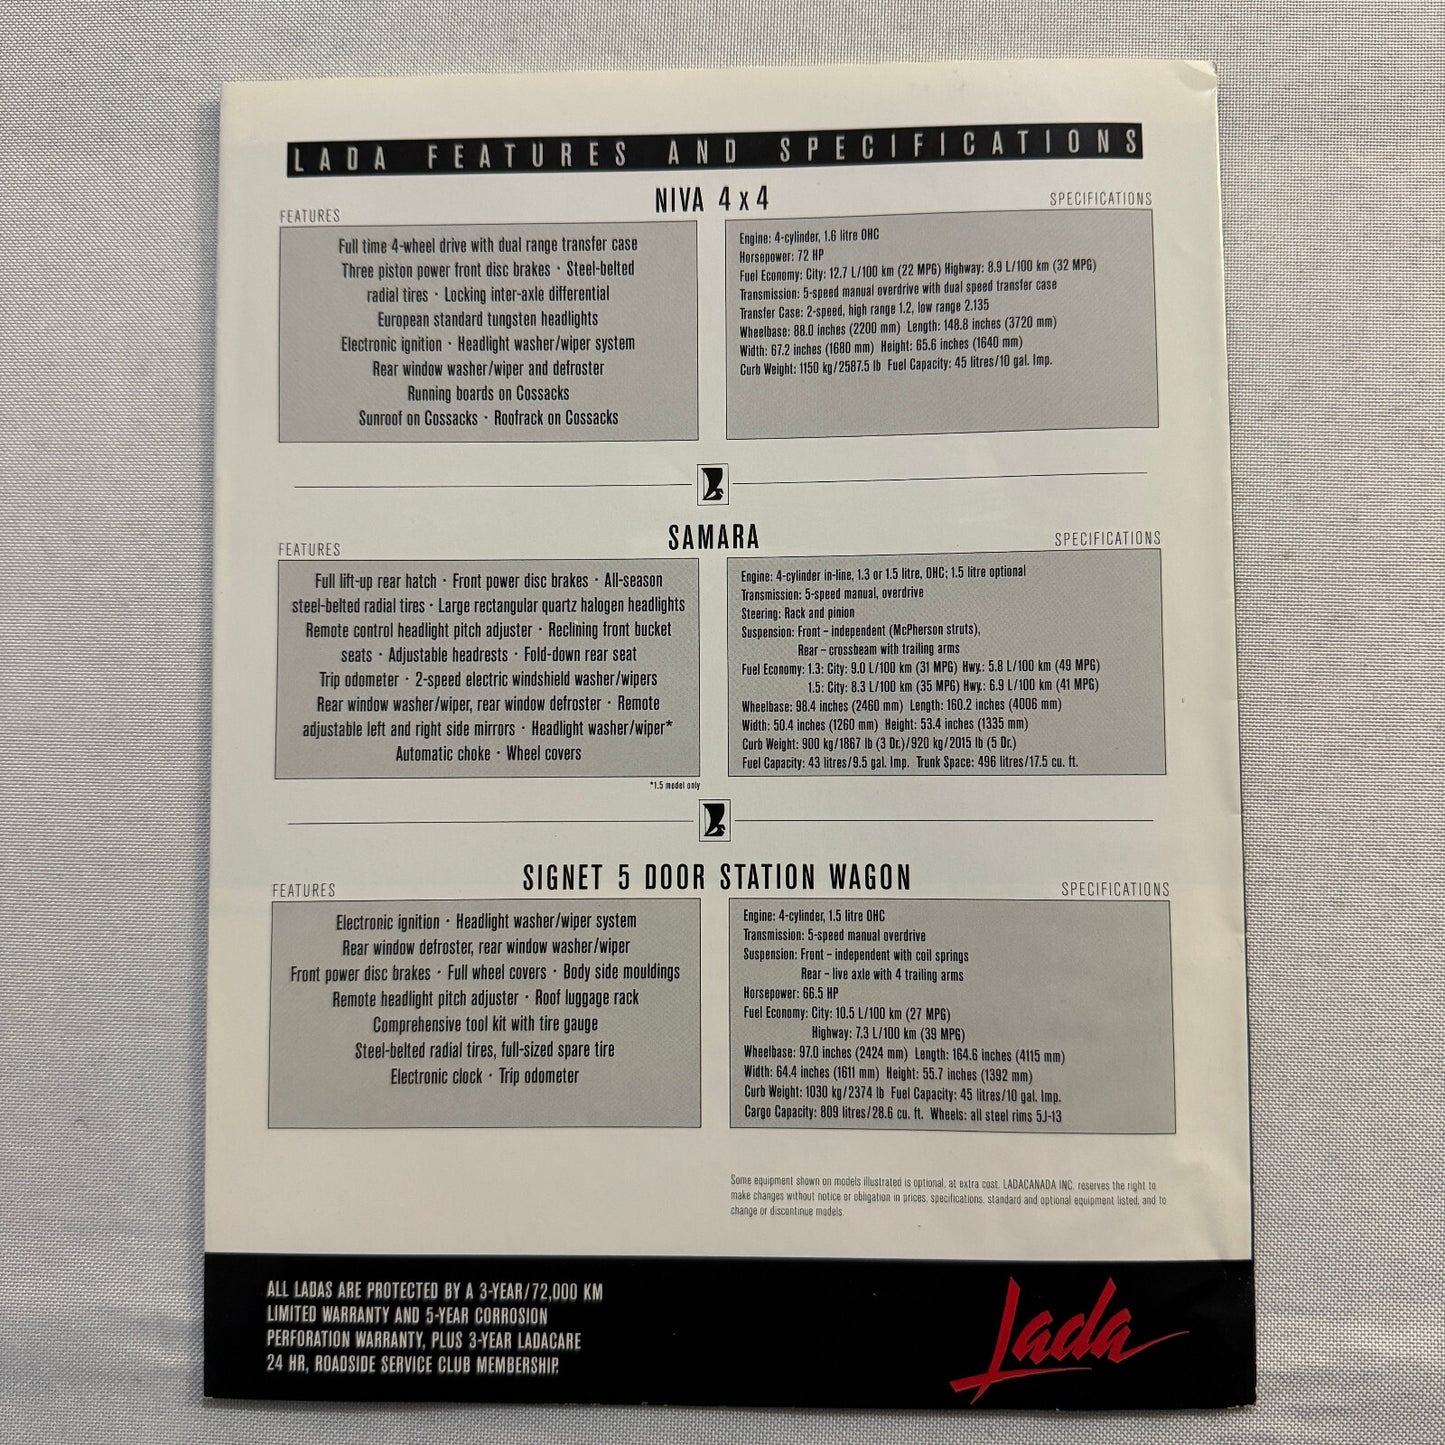 LADA FEATURES AND SPECIFICATIONS
NIVA 4 x 4
FEATURES
Full time 4-wheel drive with dual range transfer case
Three piston power front disc brakes · Steel-belted
radial tires · Locking inter-axle differential
European standard tungsten headlights
Electronic ignition · Headlight washer/wiper system
Rear window washer/wiper and defroster
Running boards on Cossacks
Sunroof on Cossacks · Roofrack on Cossacks
SPECIFICATIONS
Engine: 4-cylinder, 1.6 litre OHC
Horsepower: 72 HP
Fuel Economy: City: 12.7 L/100 km (22 MPG) Highway: 8.9 L/100 km (32 MPG)
Transmission: 5-speed manual overdrive with dual speed transfer case
Transfer Case: 2-speed, high range 1.2, low range 2.135
Wheelbase: 88.0 inches (2200 mm) Length: 148.8 inches (3720 mm)
Width: 67.2 inches (1680 mm) Height: 65.6 inches (1640 mm)
Curb Weight: 1150 kg/2587.5 lb Fuel Capacity: 45 litres/10 gal. Imp.
SAMARA
FEATURES
Full lift-up rear hatch · Front power disc brakes · All-season
steel-belted radial tires · Large rectangular quartz halogen headlights
Remote control headlight pitch adjuster · Reclining front bucket
seats · Adjustable headrests · Fold-down rear seat
Trip odometer · 2-speed electric windshield washer/wipers
Rear window washer/wiper, rear window defroster · Remote
adjustable left and right side mirrors · Headlight washer/wiper*
Automatic choke · Wheel covers
*1.5 model only
SPECIFICATIONS
Engine: 4-cylinder in-line, 1.3 or 1.5 litre, OHC; 1.5 litre optional
Transmission: 5-speed manual, overdrive
Steering: Rack and pinion
Suspension: Front – independent (McPherson struts),
Rear – crossbeam with trailing arms
Fuel Economy: 1.3: City: 9.0 L/100 km (31 MPG) Hwy.: 5.8 L/100 km (49 MPG)
1.5: City: 8.3 L/100 km (35 MPG) Hwy.: 6.9 L/100 km (41 MPG)
Wheelbase: 98.4 inches (2460 mm) Length: 160.2 inches (4006 mm)
Width: 50.4 inches (1260 mm) Height: 53.4 inches (1335 mm)
Curb Weight: 900 kg/1867 lb (3 Dr.)/920 kg/2015 lb (5 Dr.)
Fuel Capacity: 43 litres/9.5 gal. Imp. Trunk Space: 496 litres/17.5 cu. ft.
SIGNET 5 DOOR STATION WAGON
FEATURES
Electronic ignition · Headlight washer/wiper system
Rear window defroster, rear window washer/wiper
Front power disc brakes · Full wheel covers · Body side mouldings
Remote headlight pitch adjuster · Roof luggage rack
Comprehensive tool kit with tire gauge
Steel-belted radial tires, full-sized spare tire
Electronic clock · Trip odometer
SPECIFICATIONS
Engine: 4-cylinder, 1.5 litre OHC
Transmission: 5-speed manual overdrive
Suspension: Front – independent with coil springs
Rear – live axle with 4 trailing arms
Horsepower: 66.5 HP
Fuel Economy: City: 10.5 L/100 km (27 MPG)
Highway: 7.3 L/100 km (39 MPG)
Wheelbase: 97.0 inches (2424 mm) Length: 164.6 inches (4115 mm)
Width: 64.4 inches (1611 mm) Height: 55.7 inches (1392 mm)
Curb Weight: 1030 kg/2374 lb Fuel Capacity: 45 litres/10 gal. Imp.
Cargo Capacity: 809 litres/28.6 cu. ft. Wheels: all steel rims 5J-13
Some equipment shown on models illustrated is optional, at extra cost. LADACANADA INC. reserves the right to
make changes without notice or obligation in prices, specifications, standard and optional equipment listed, and to
change or discontinue models.
ALL LADAS ARE PROTECTED BY A 3-YEAR/72,000 KM
LIMITED WARRANTY AND 5-YEAR CORROSION
PERFORATION WARRANTY, PLUS 3-YEAR LADACARE
24 HR, ROADSIDE SERVICE CLUB MEMBERSHIP.
Lada